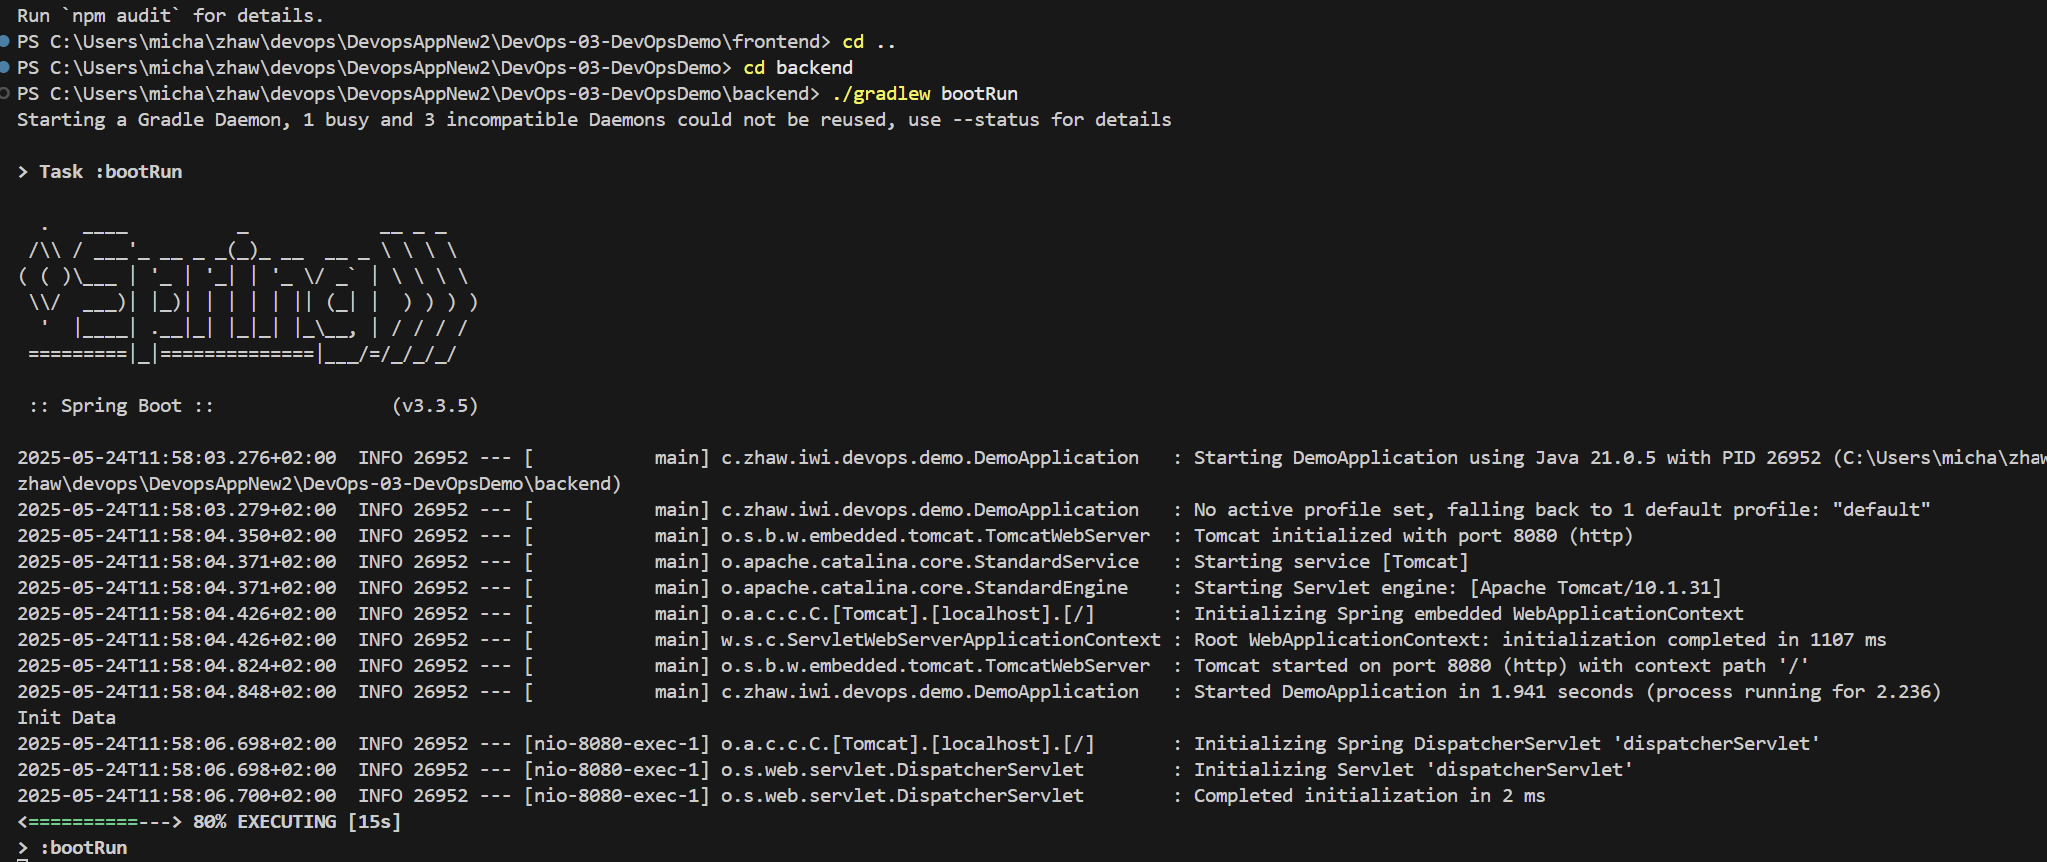 Run `npm audit` for details.
PS C:\Users\micha\zhaw\devops\DevopsAppNew2\DevOps-03-DevOpsDemo\frontend> cd ..
PS C:\Users\micha\zhaw\devops\DevopsAppNew2\DevOps-03-DevOpsDemo> cd backend
PS C:\Users\micha\zhaw\devops\DevopsAppNew2\DevOps-03-DevOpsDemo\backend> ./gradlew bootRun
Starting a Gradle Daemon, 1 busy and 3 incompatible Daemons could not be reused, use --status for details
> Task :bootRun
  .   ____          _            __ _ _
 /\\ / ___'_ __ _ _(_)_ __  __ _ \ \ \ \
( ( )\___ | '_ | '_| | '_ \/ _` | \ \ \ \
 \\/  ___)| |_)| | | | | || (_| |  ) ) ) )
  '  |____| .__|_| |_|_| |_\__, | / / / /
 =========|_|==============|___/=/_/_/_/
 :: Spring Boot ::                (v3.3.5)
2025-05-24T11:58:03.276+02:00  INFO 26952 --- [           main] c.zhaw.iwi.devops.demo.DemoApplication   : Starting DemoApplication using Java 21.0.5 with PID 26952 (C:\Users\micha\zhaw
zhaw\devops\DevopsAppNew2\DevOps-03-DevOpsDemo\backend)
2025-05-24T11:58:03.279+02:00  INFO 26952 --- [           main] c.zhaw.iwi.devops.demo.DemoApplication   : No active profile set, falling back to 1 default profile: "default"
2025-05-24T11:58:04.350+02:00  INFO 26952 --- [           main] o.s.b.w.embedded.tomcat.TomcatWebServer  : Tomcat initialized with port 8080 (http)
2025-05-24T11:58:04.371+02:00  INFO 26952 --- [           main] o.apache.catalina.core.StandardService   : Starting service [Tomcat]
2025-05-24T11:58:04.371+02:00  INFO 26952 --- [           main] o.apache.catalina.core.StandardEngine    : Starting Servlet engine: [Apache Tomcat/10.1.31]
2025-05-24T11:58:04.426+02:00  INFO 26952 --- [           main] o.a.c.c.C.[Tomcat].[localhost].[/]       : Initializing Spring embedded WebApplicationContext
2025-05-24T11:58:04.426+02:00  INFO 26952 --- [           main] w.s.c.ServletWebServerApplicationContext : Root WebApplicationContext: initialization completed in 1107 ms
2025-05-24T11:58:04.824+02:00  INFO 26952 --- [           main] o.s.b.w.embedded.tomcat.TomcatWebServer  : Tomcat started on port 8080 (http) with context path '/'
2025-05-24T11:58:04.848+02:00  INFO 26952 --- [           main] c.zhaw.iwi.devops.demo.DemoApplication   : Started DemoApplication in 1.941 seconds (process running for 2.236)
Init Data
2025-05-24T11:58:06.698+02:00  INFO 26952 --- [nio-8080-exec-1] o.a.c.c.C.[Tomcat].[localhost].[/]       : Initializing Spring DispatcherServlet 'dispatcherServlet'
2025-05-24T11:58:06.698+02:00  INFO 26952 --- [nio-8080-exec-1] o.s.web.servlet.DispatcherServlet        : Initializing Servlet 'dispatcherServlet'
2025-05-24T11:58:06.700+02:00  INFO 26952 --- [nio-8080-exec-1] o.s.web.servlet.DispatcherServlet        : Completed initialization in 2 ms
<==========---> 80% EXECUTING [15s]
> :bootRun